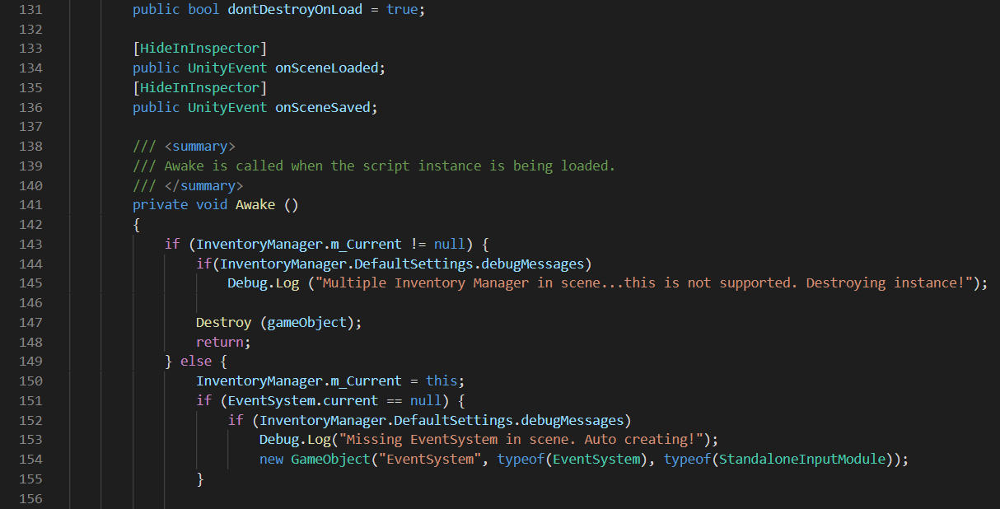 131 public bool dontDestroyOnLoad = true;
132
133 [HideInInspector]
134 public UnityEvent onSceneLoaded;
135 [HideInInspector]
136 public UnityEvent onSceneSaved;
137
138 /// <summary>
139 /// Awake is called when the script instance is being loaded.
140 /// </summary>
141 private void Awake ()
142 {
143 if (InventoryManager.m_Current != null) {
144 if(InventoryManager.DefaultSettings.debugMessages)
145 Debug.Log ("Multiple Inventory Manager in scene...this is not supported. Destroying instance!");
146
147 Destroy (gameObject);
148 return;
149 } else {
150 InventoryManager.m_Current = this;
151 if (EventSystem.current == null) {
152 if (InventoryManager.DefaultSettings.debugMessages)
153 Debug.Log("Missing EventSystem in scene. Auto creating!");
154 new GameObject("EventSystem", typeof(EventSystem), typeof(StandaloneInputModule));
155 }
156